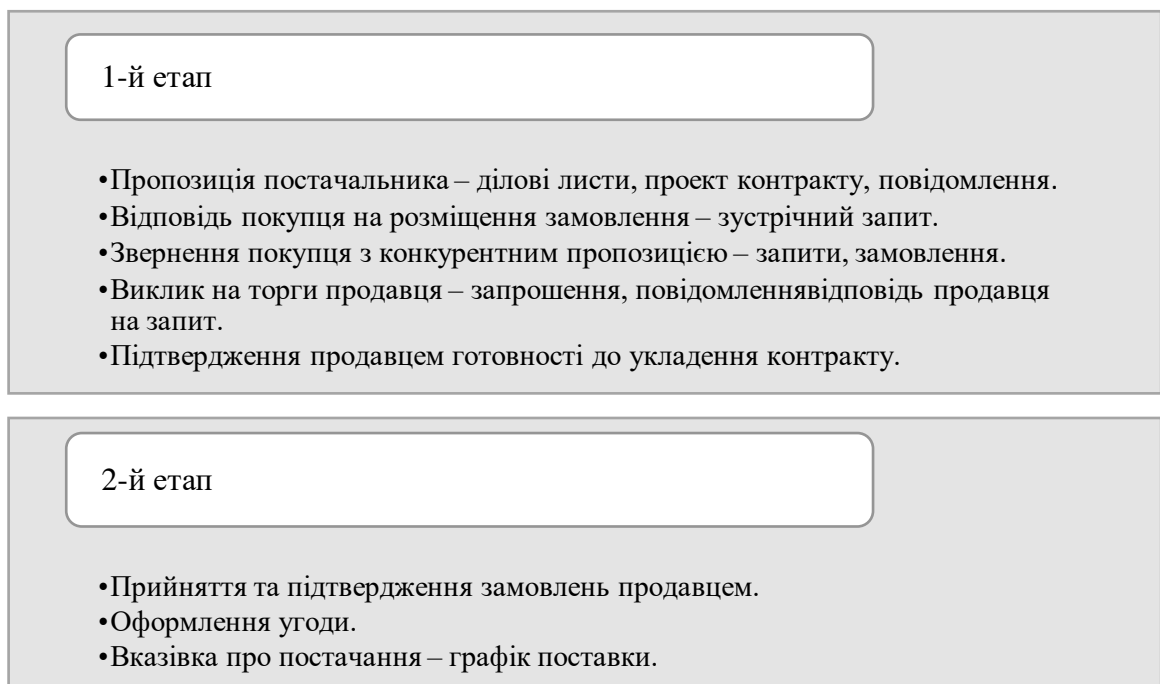 1-й етап
•Пропозиція постачальника – ділові листи, проект контракту, повідомлення.
•Відповідь покупця на розміщення замовлення – зустрічний запит.
•Звернення покупця з конкурентним пропозицією – запити, замовлення.
•Виклик на торги продавця – запрошення, повідомленнявідповідь продавця
на запит.
•Підтвердження продавцем готовності до укладення контракту.
2-й етап
•Прийняття та підтвердження замовлень продавцем.
•Оформлення угоди.
•Вказівка про постачання – графік поставки.